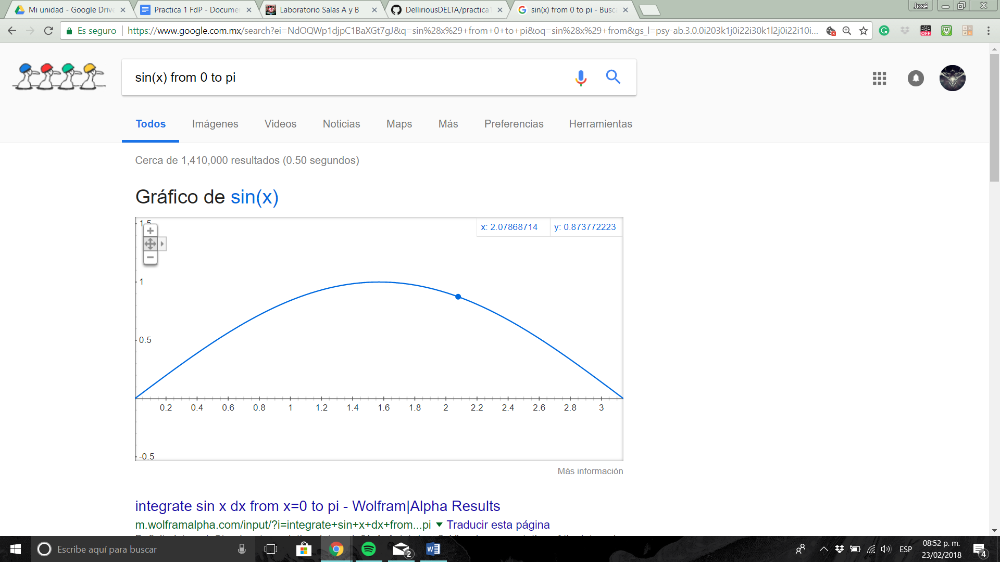 Mi unidad - Google Drive
Practica 1 FdP - Docume
Laboratorio Salas A y B
DelliriousDELTA/practica1
sin(x) from 0 to pi - Busc
José
Es seguro
https://www.google.com.mx/search?ei=NdOQWp1djpC1BaXGt7gJ&q=sin%28x%29+from+0+to+pi&oq=sin%28x%29+from&gs_l=psy-ab.3.0.0i203k1j0i22i30k1l2j0i22i10i...
OFF
sin(x) from 0 to pi
Todos
Imágenes
Videos
Noticias
Maps
Más
Preferencias
Herramientas
Cerca de 1,410,000 resultados (0.50 segundos)
Gráfico de sin(x)
1.5
x: 2.07868714
y: 0.873772223
1
0.5
0.2 0.4 0.6 0.8 1 1.2 1.4 1.6 1.8 2 2.2 2.4 2.6 2.8 3
-0.5
Más información
integrate sin x dx from x=0 to pi - Wolfram|Alpha Results
m.wolframalpha.com/input/?i=integrate+sin+x+dx+from...pi
Traducir esta página
Escribe aquí para buscar
2
ESP
08:52 p. m.
23/02/2018
4